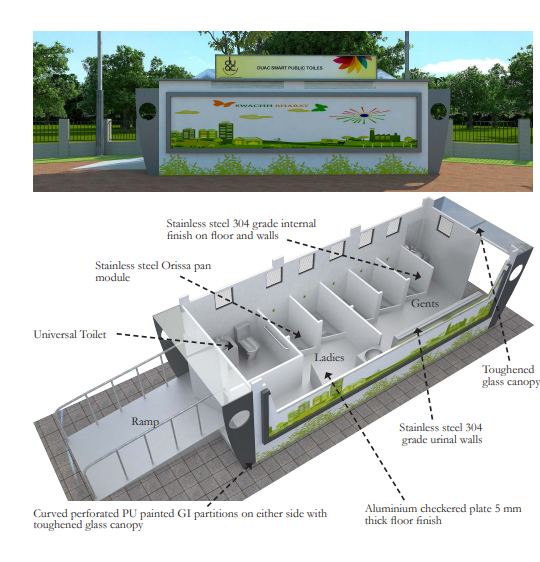 DUAC SMART PUBLIC TOILES
SWACHH BHARAT
Stainless steel 304 grade internal
finish on floor and walls
Stainless steel Orissa pan
module
Universal Toilet
Gents
Ladies
Ramp
Toughened
glass canopy
Stainless steel 304
grade urinal walls
Curved perforated PU painted GI partitions on either side with
toughened glass canopy
Aluminium checkered plate 5 mm
thick floor finish